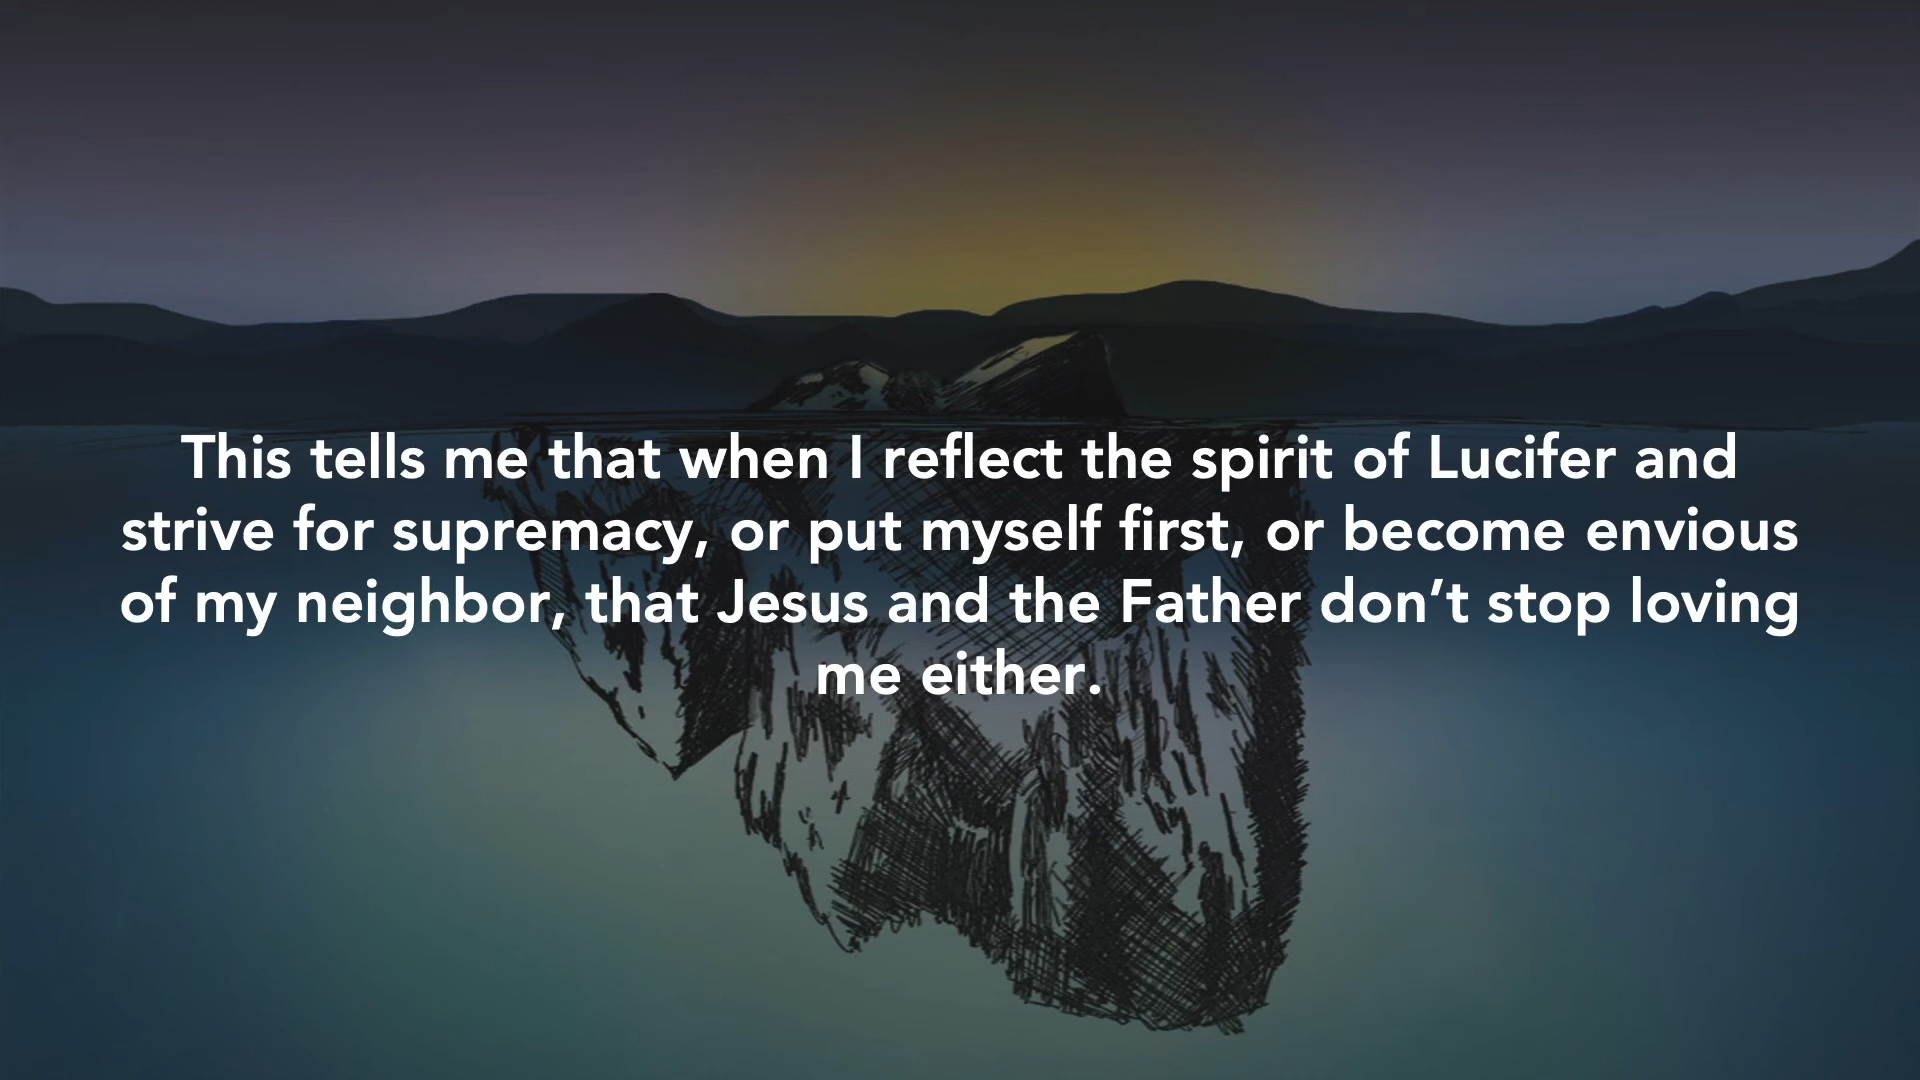 This tells me that when I reflect the spirit of Lucifer and
strive for supremacy, or put myself first, or become envious
of my neighbor, that Jesus and the Father don’t stop loving
me either.